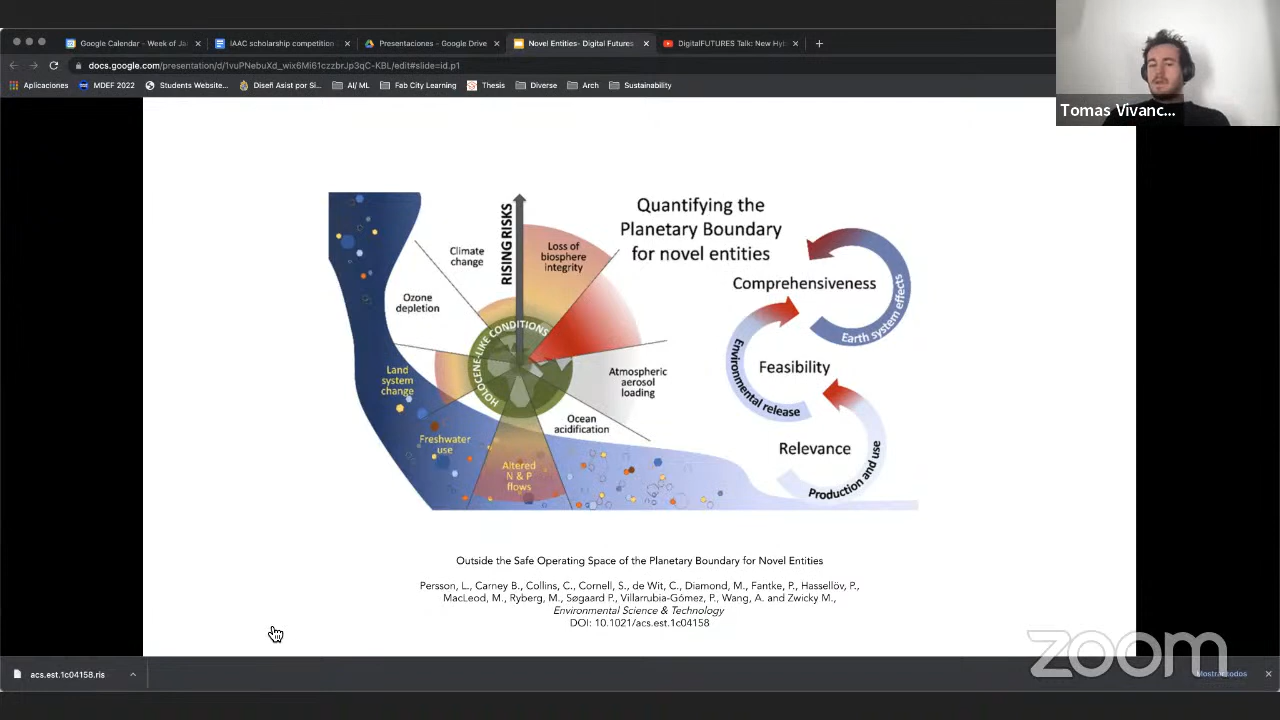 Google Calendar - Week of Ja
IAAC scholarship competition
Presentaciones - Google Drive
Novel Entities- Digital Futures
DigitalFUTURES Talk: New Hyb
docs.google.com/presentation/d/1vuPNebuXd_wix6Mi61czzbrJp3qC-KBL/edit#slide=id.p1
Aplicaciones
MDEF 2022
Students Website...
Diseñ Asist por Si...
AI/ ML
Fab City Learning
Thesis
Diverse
Arch
Sustainability
Tomas Vivanc...
RISING RISKS
Quantifying the
Planetary Boundary
for novel entities
Climate
change
Loss of
biosphere
integrity
Ozone
depletion
HOLOCENE-LIKE CONDITIONS
Land
system
change
Atmospheric
aerosol
loading
Freshwater
use
Ocean
acidification
Altered
N & P
flows
Comprehensiveness
Earth system effects
Feasibility
Environmental release
Relevance
Production and use
Outside the Safe Operating Space of the Planetary Boundary for Novel Entities
Persson, L., Carney B., Collins, C., Cornell, S., de Wit, C., Diamond, M., Fantke, P., Hassellöv, P.,
MacLeod, M., Ryberg, M., Søgaard P., Villarrubia-Gómez, P., Wang, A. and Zwicky M.,
Environmental Science & Technology
DOI: 10.1021/acs.est.1c04158
acs.est.1c04158.ris
Mostrar todos
zoom